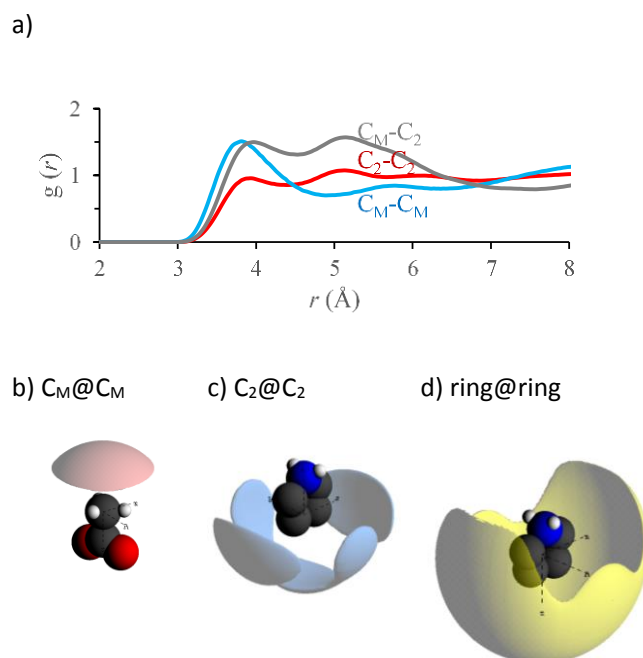 a)
2
C_M-C_2
C_2-C_2
1
g (r)
C_M-C_M
0
2 3 4 5 6 7 8
r (Å)
b) C_M@C_M
c) C_2@C_2
d) ring@ring